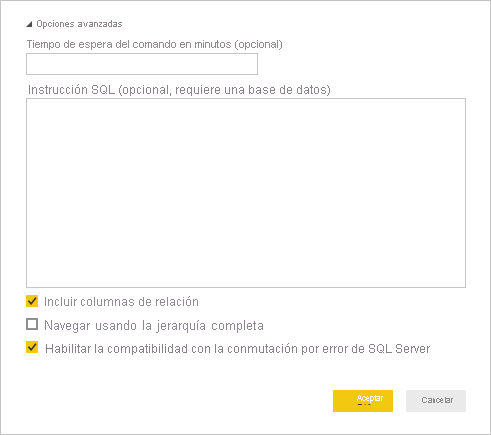 Opciones avanzadas
Tiempo de espera del comando en minutos (opcional)
Instrucción SQL (opcional, requiere una base de datos)
Incluir columnas de relación
Navegar usando la jerarquía completa
Habilitar la compatibilidad con la conmutación por error de SQL Server
Aceptar
Cancelar